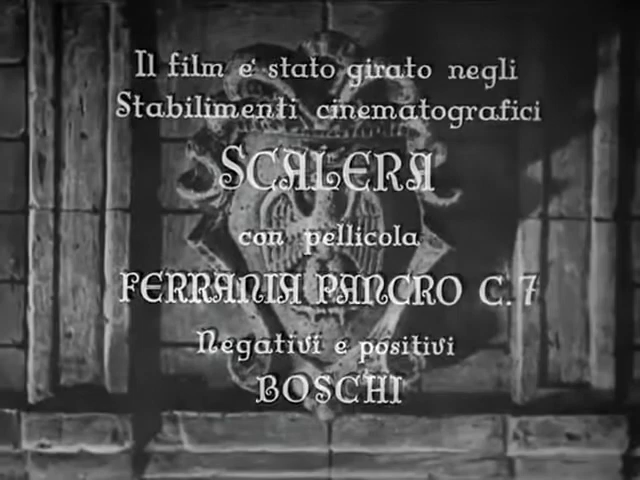 Il film e' stato girato negli
Stabilimenti cinematografici
SCALERA
con pellicola
FERRANIA PANCRO C.7
Negativi e positivi
BOSCHI